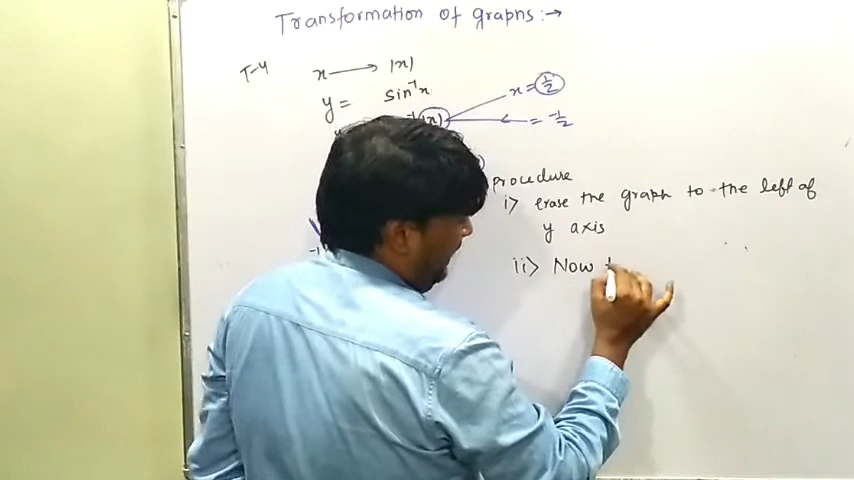 Transformation of graphs:→
T-4 x → |x|
y = sin⁻¹x
x = 1/2
|x|
= -1/2
Procedure
i> erase the graph to the left of
y axis
ii> Now